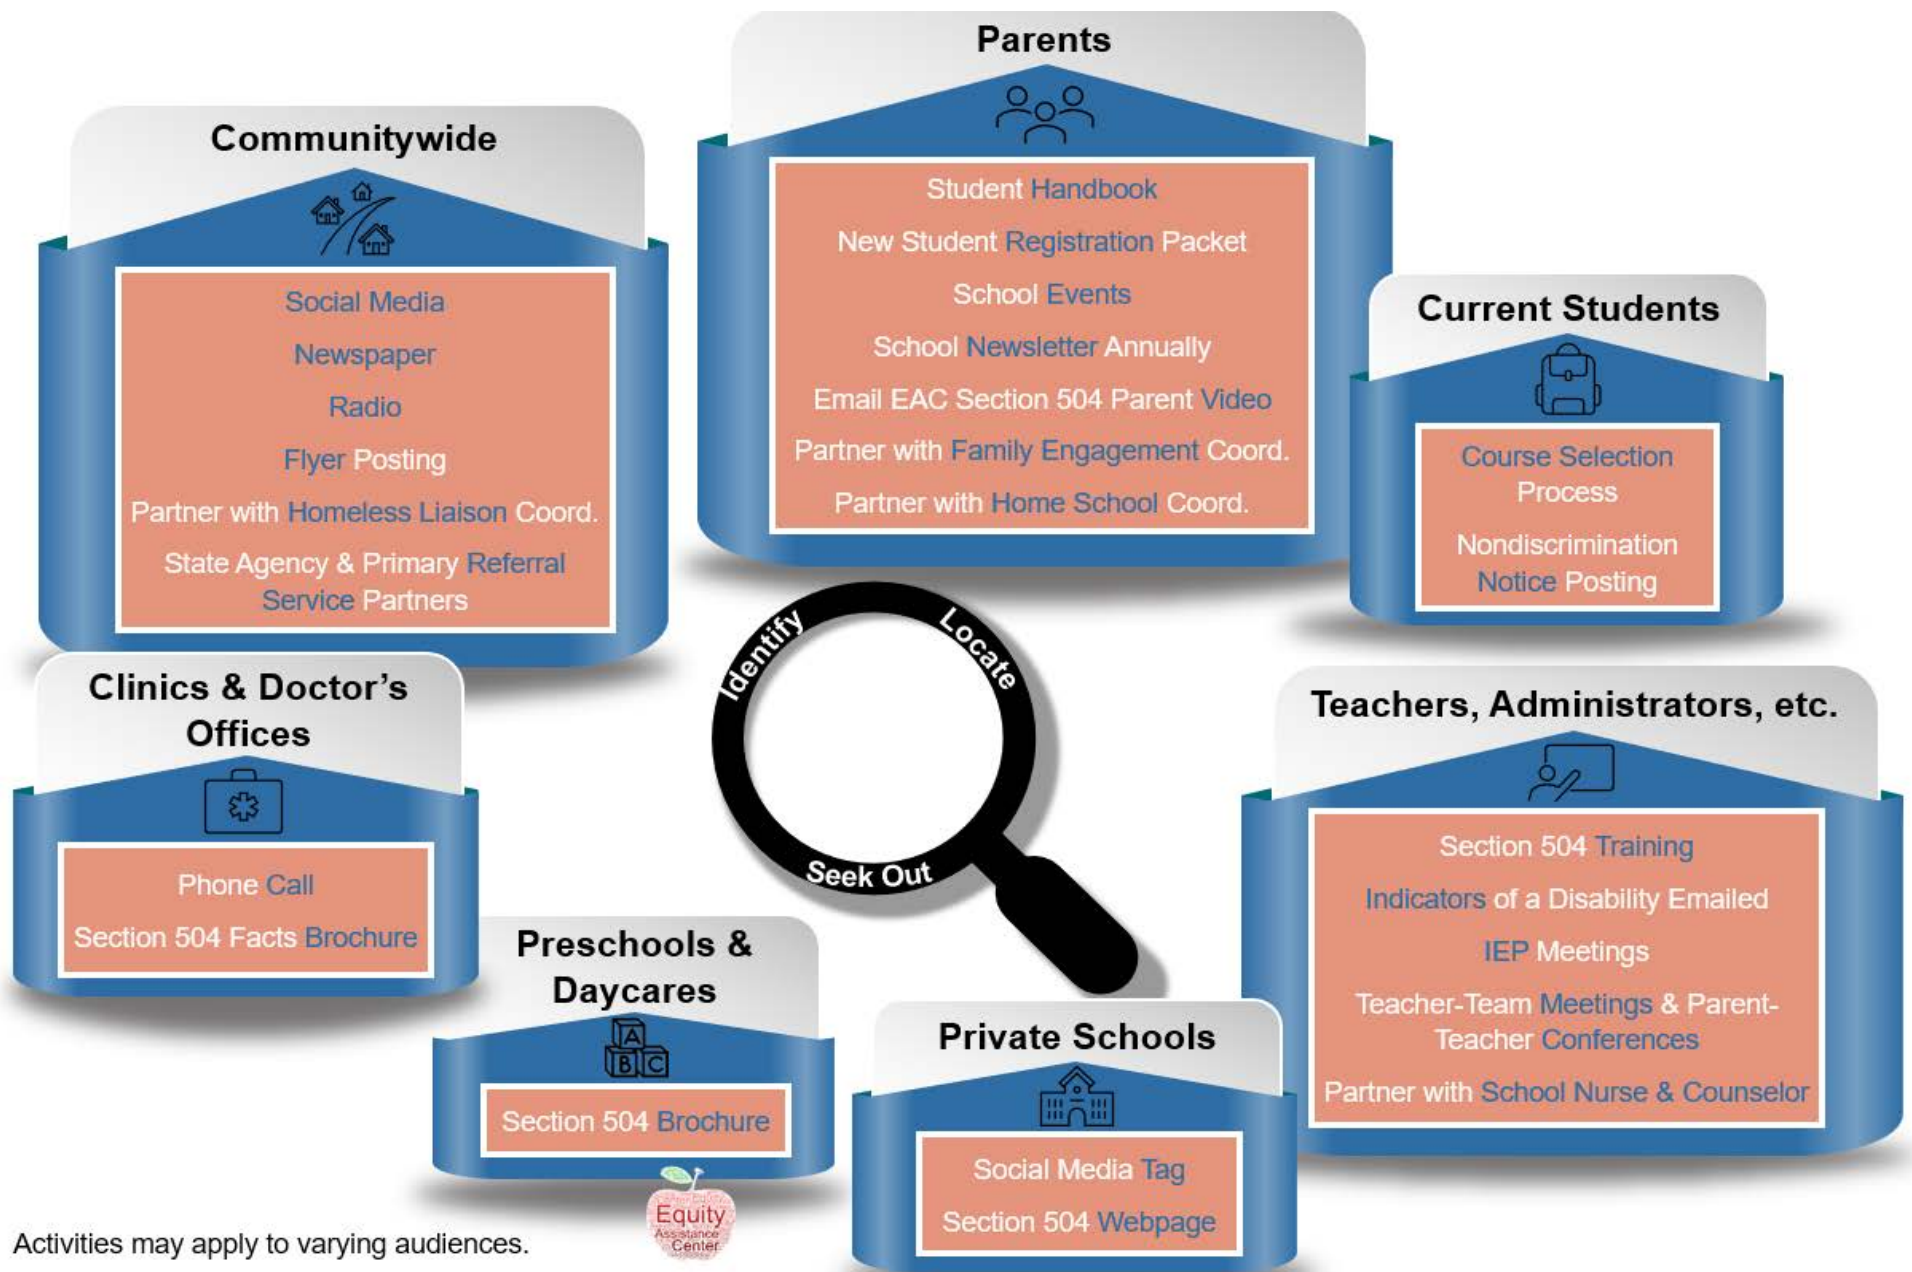 Parents
Student Handbook
New Student Registration Packet
School Events
School Newsletter Annually
Email EAC Section 504 Parent Video
Partner with Family Engagement Coord.
Partner with Home School Coord.
Communitywide
Social Media
Newspaper
Radio
Flyer Posting
Partner with Homeless Liaison Coord.
State Agency & Primary Referral
Service Partners
Current Students
Course Selection
Process
Nondiscrimination
Notice Posting
Identify
Locate
Seek Out
Clinics & Doctor’s
Offices
Phone Call
Section 504 Facts Brochure
Teachers, Administrators, etc.
Section 504 Training
Indicators of a Disability Emailed
IEP Meetings
Teacher-Team Meetings & Parent-
Teacher Conferences
Partner with School Nurse & Counselor
Preschools &
Daycares
A
B C
Section 504 Brochure
Private Schools
Social Media Tag
Section 504 Webpage
Equity
Assistance
Center
Activities may apply to varying audiences.